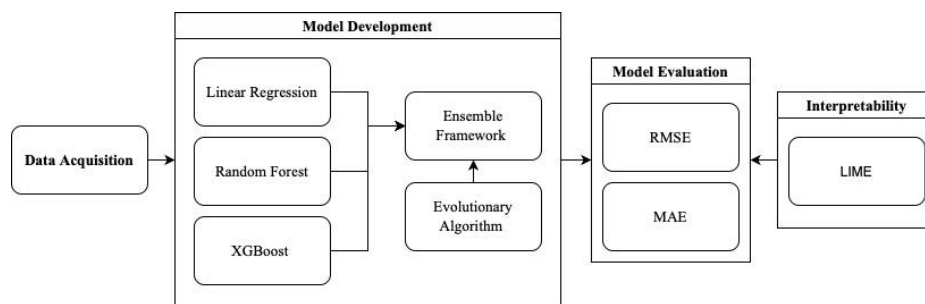 Model Development
Linear Regression
Random Forest
XGBoost
Ensemble
Framework
Evolutionary
Algorithm
Data Acquisition
Model Evaluation
RMSE
MAE
Interpretability
LIME